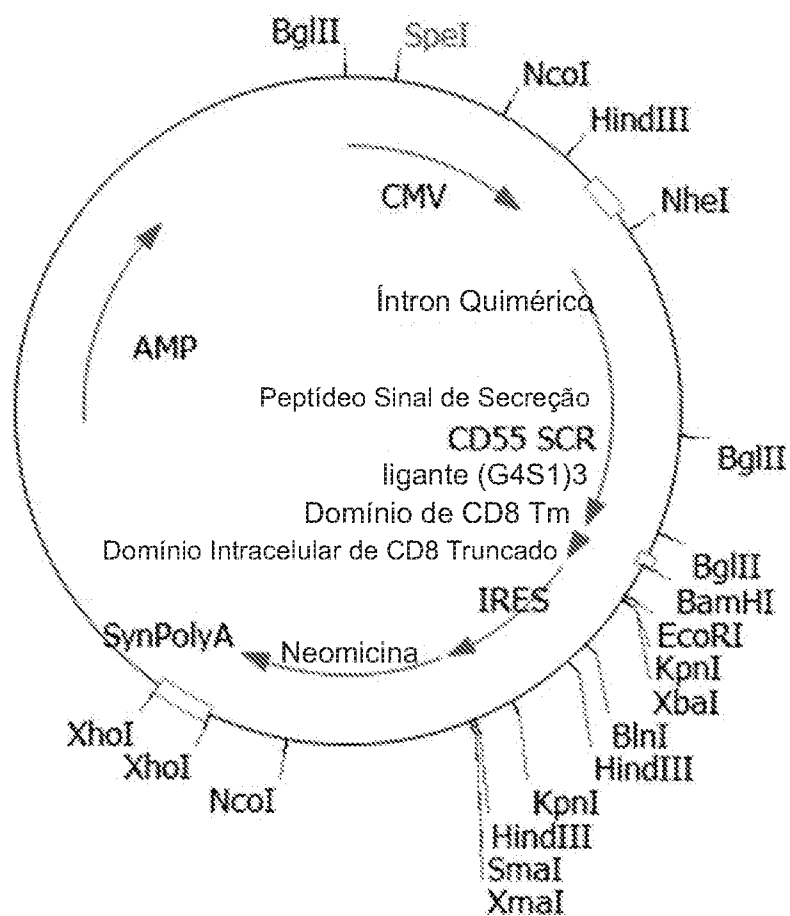 BglII
SpeI
NcoI
HindIII
NheI
CMV
Íntron Quimérico
AMP
Peptídeo Sinal de Secreção
CD55 SCR
ligante (G4S1)3
Domínio de CD8 Tm
Domínio Intracelular de CD8 Truncado
IRES
Neomicina
SynPolyA
BglII
BglII
BamHI
EcoRI
KpnI
XbaI
BlnI
HindIII
KpnI
HindIII
SmaI
XmaI
NcoI
XhoI
XhoI